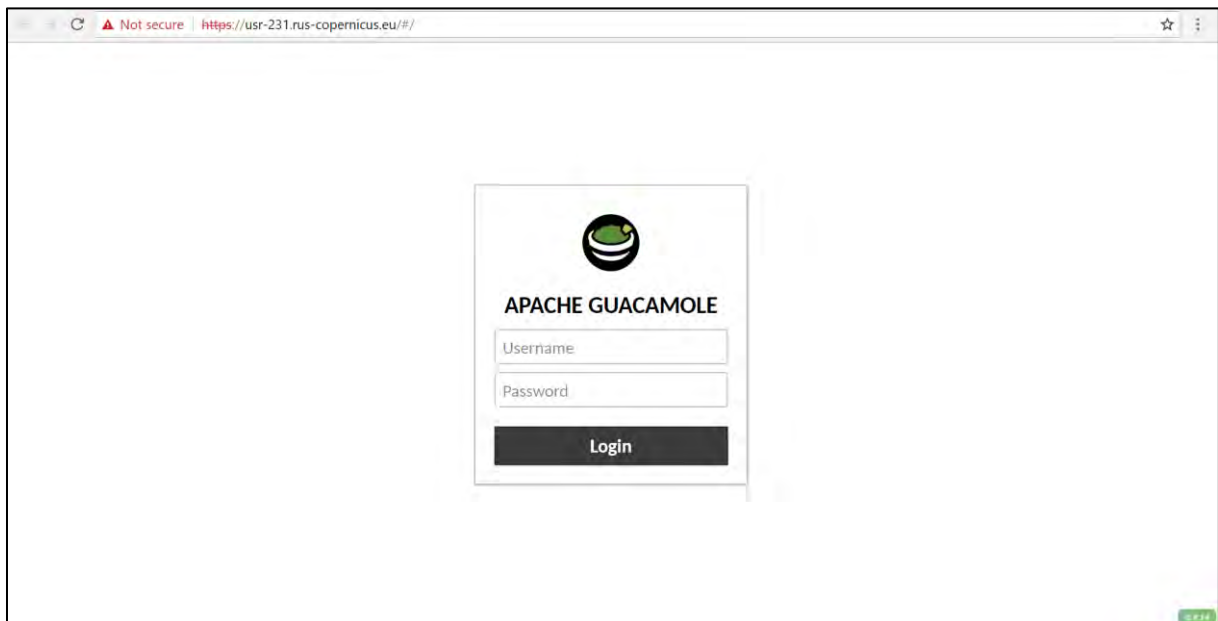 Not secure https://usr-231.rus-copernicus.eu/#/
APACHE GUACAMOLE
Username
Password
Login